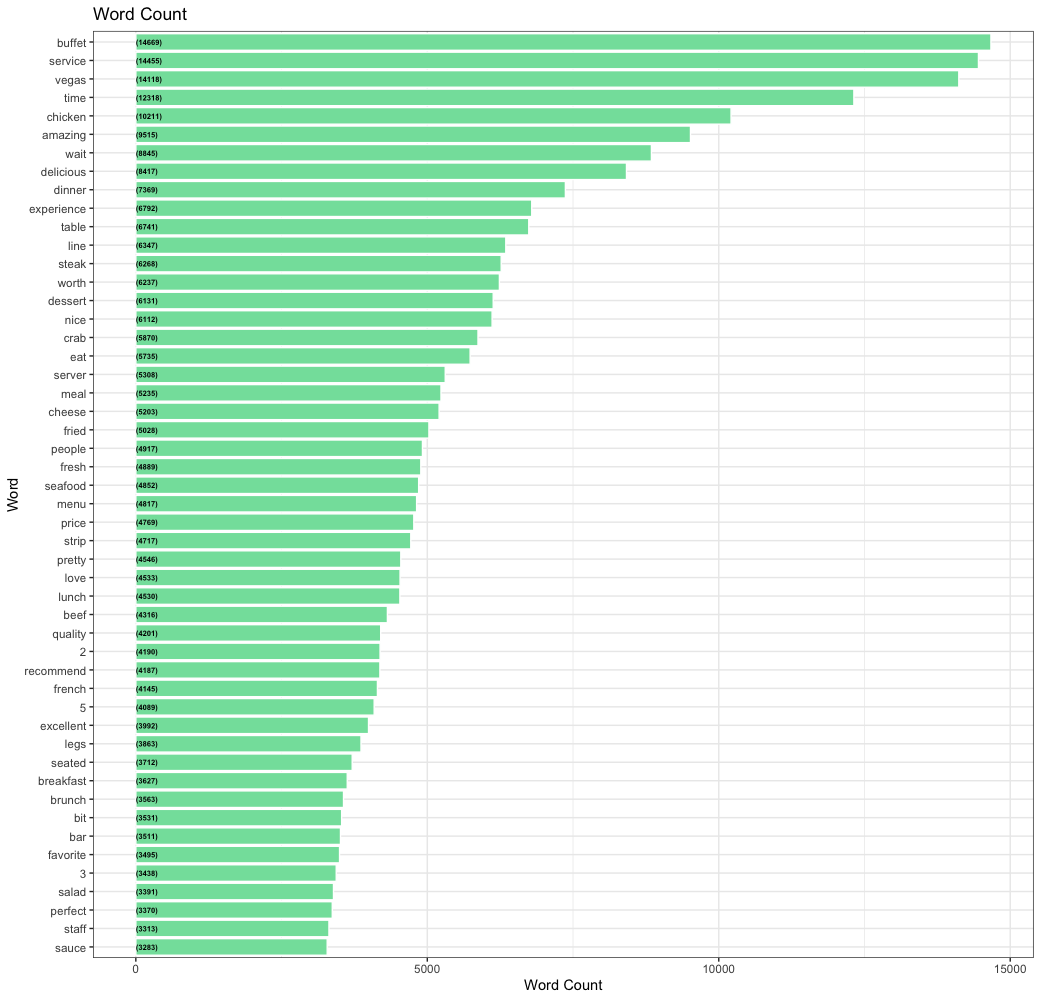 Word Count
buffet (14669)
service (14455)
vegas (14118)
time (12318)
chicken (10211)
amazing (9515)
wait (8845)
delicious (8417)
dinner (7369)
experience (6792)
table (6741)
line (6347)
steak (6268)
worth (6237)
dessert (6131)
nice (6112)
crab (5870)
eat (5735)
server (5308)
meal (5235)
cheese (5203)
fried (5028)
people (4917)
fresh (4889)
seafood (4852)
menu (4817)
price (4769)
strip (4717)
pretty (4546)
love (4533)
lunch (4530)
beef (4316)
quality (4201)
2 (4190)
recommend (4187)
french (4145)
5 (4089)
excellent (3992)
legs (3863)
seated (3712)
breakfast (3627)
brunch (3563)
bit (3531)
bar (3511)
favorite (3495)
3 (3438)
salad (3391)
perfect (3370)
staff (3313)
sauce (3283)
Word
0 5000 10000 15000
Word Count